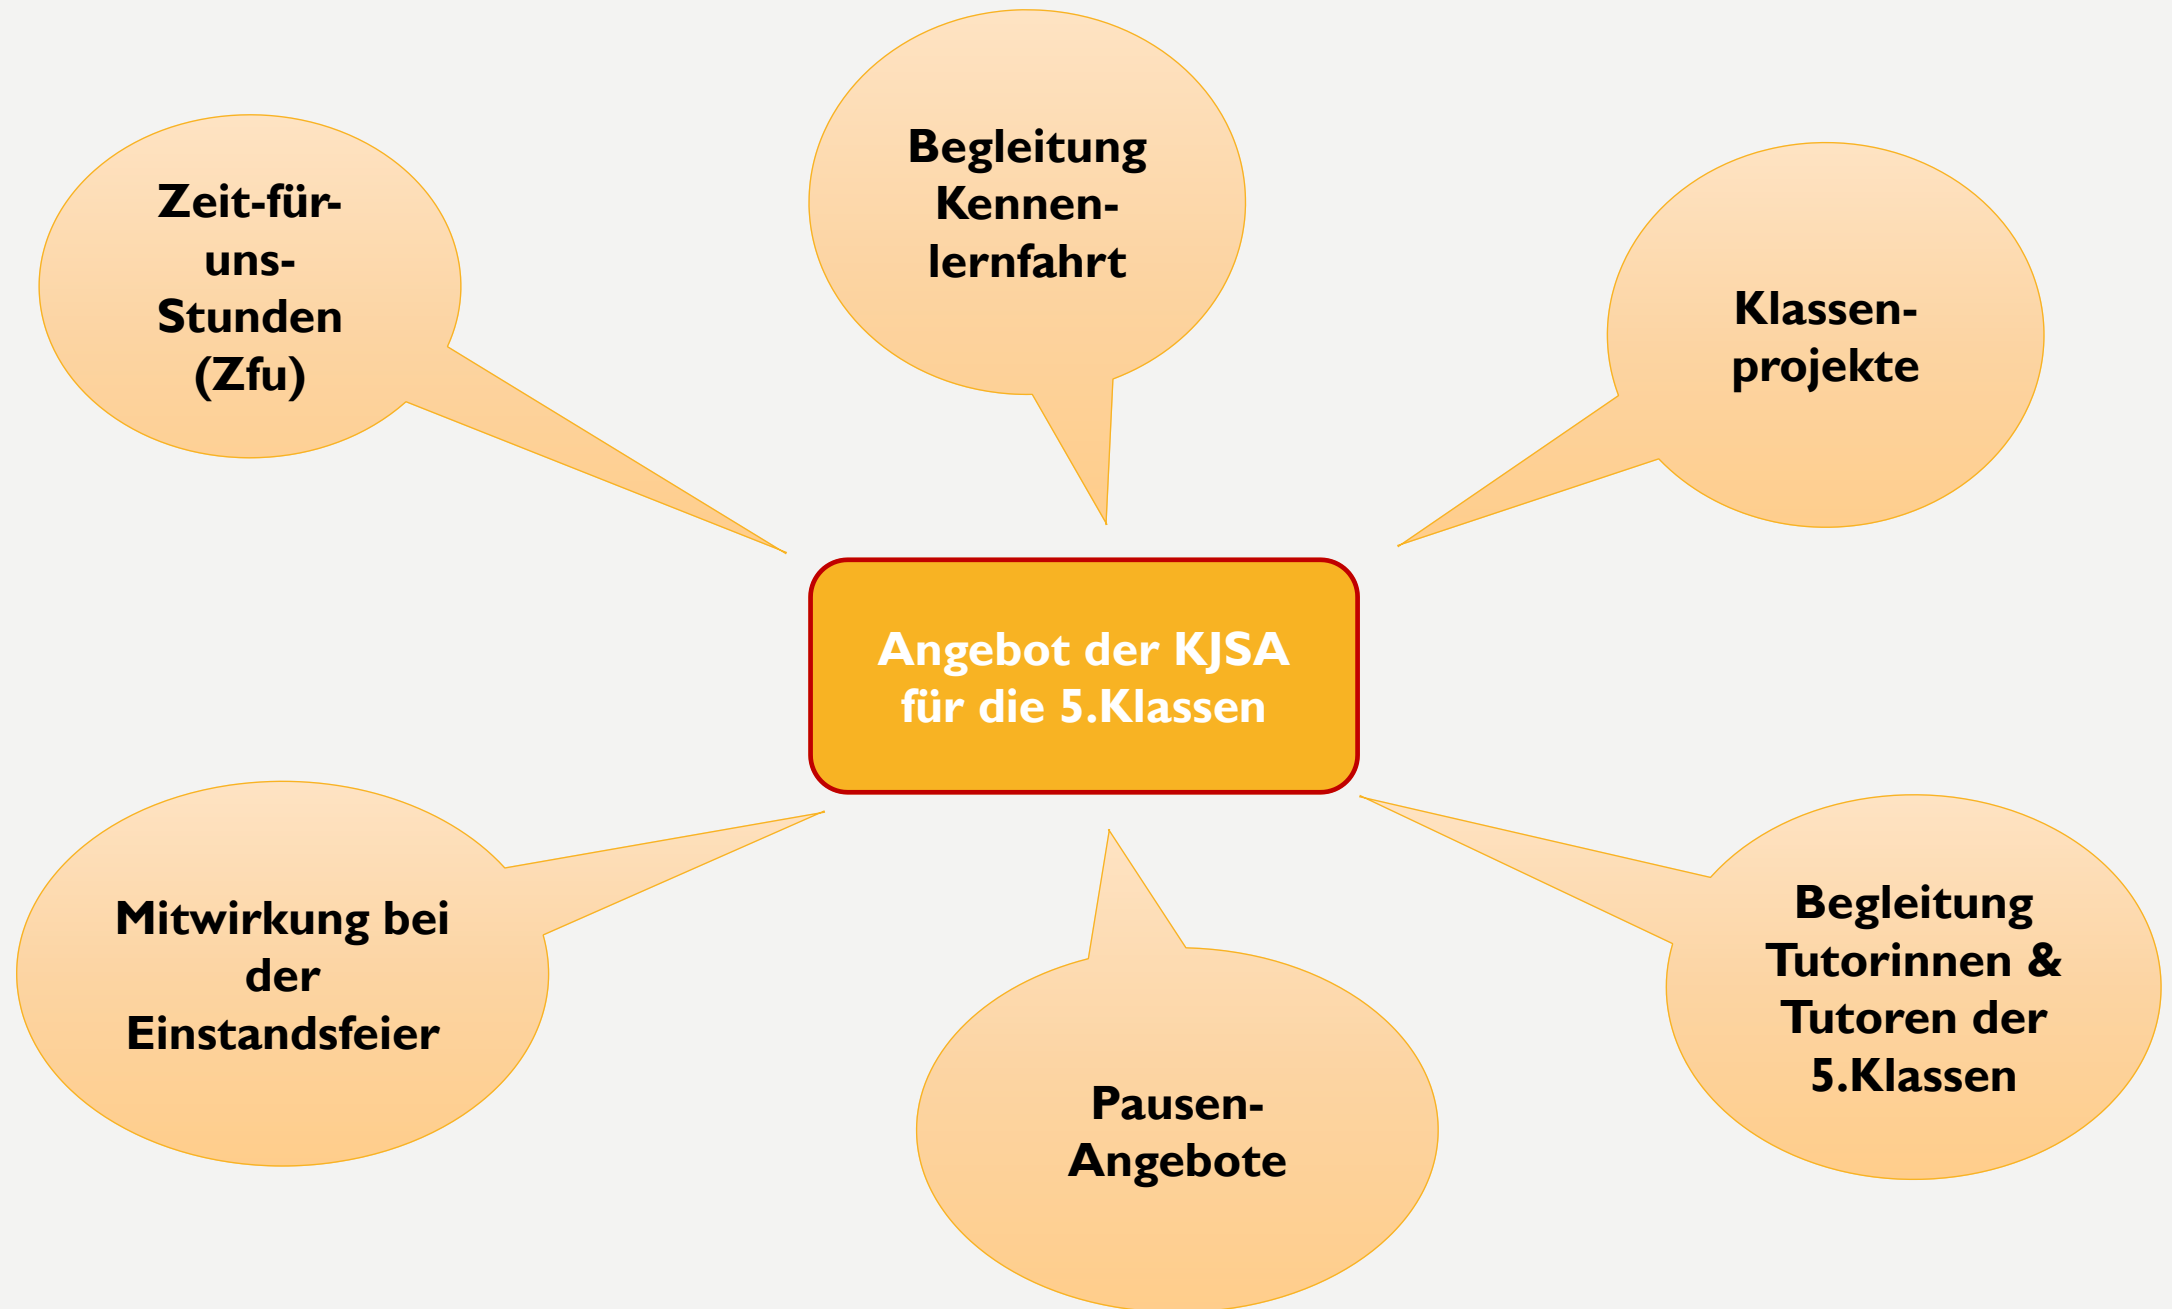 Zeit-für-
uns-
Stunden
(Zfu)
Begleitung
Kennen-
lernfahrt
Klassen-
projekte
Angebot der KJSA
für die 5.Klassen
Mitwirkung bei
der
Einstandsfeier
Pausen-
Angebote
Begleitung
Tutorinnen &
Tutoren der
5.Klassen